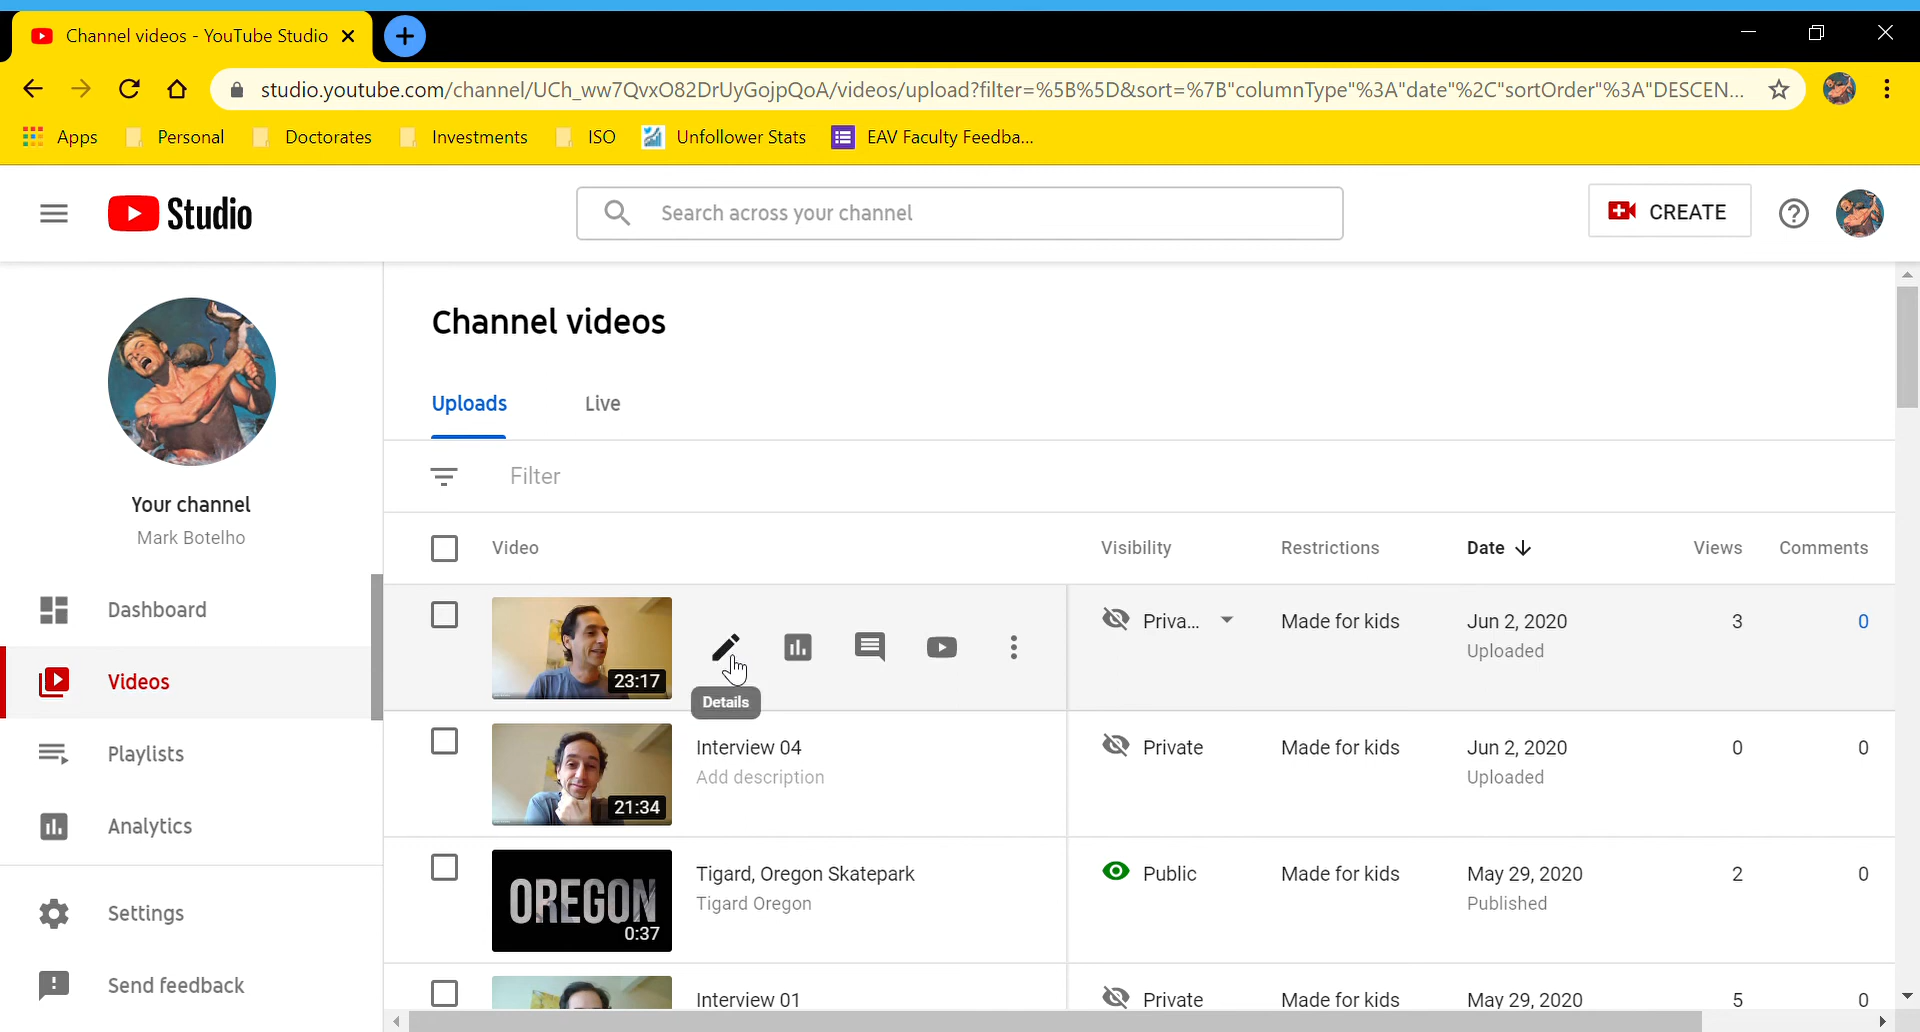 Channel videos - YouTube Studio
studio.youtube.com/channel/UCh_ww7QvxO82DrUyGojpQoA/videos/upload?filter=%5B%5D&sort=%7B"columnType"%3A"date"%2C"sortOrder"%3A"DESCEN...
Apps Personal Doctorates Investments ISO Unfollower Stats EAV Faculty Feedba...
Studio Search across your channel CREATE
Channel videos
Uploads Live
Filter
Your channel
Mark Botelho
Dashboard
Videos
Playlists
Analytics
Settings
Send feedback
Video Visibility Restrictions Date Views Comments
23:17 Priva... Made for kids Jun 2, 2020 3 0
Uploaded
Details
Interview 04 Private Made for kids Jun 2, 2020 0 0
Add description Uploaded
21:34
Tigard, Oregon Skatepark Public Made for kids May 29, 2020 2 0
Tigard Oregon Published
OREGON
0:37
Interview 01 Private Made for kids May 29, 2020 5 0